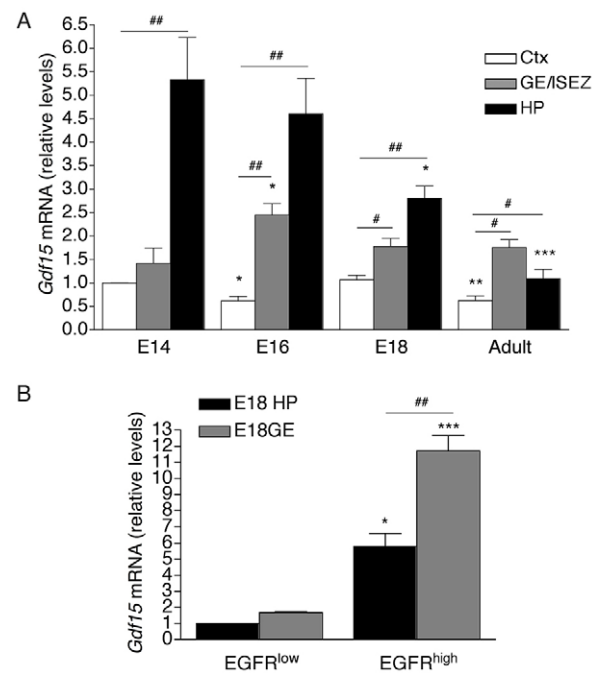 A
Gdf15 mRNA (relative levels)
6.5
6.0
5.5
5.0
4.5
4.0
3.5
3.0
2.5
2.0
1.5
1.0
0.5
0.0
##
##
##
*
*
##
#
*
#
#
**
***
Ctx
GE/ISEZ
HP
E14
E16
E18
Adult
B
Gdf15 mRNA (relative levels)
13
12
11
10
9
8
7
6
5
4
3
2
1
0
E18 HP
E18GE
##
***
*
EGFRlow
EGFRhigh